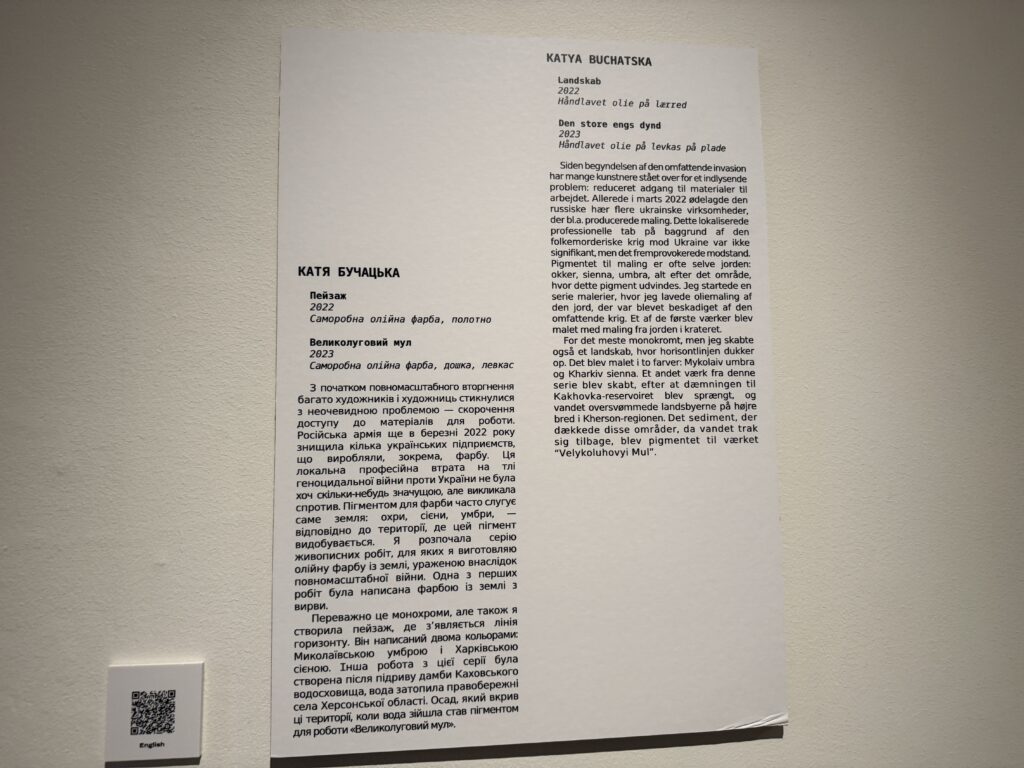 КАТЯ БУЧАЦЬКА
Пейзаж
2022
Саморобна олійна фарба, полотно
Великолуговий мул
2023
Саморобна олійна фарба, дошка, левкас
З початком повномасштабного вторгнення
багато художників і художниць стикнулися
з неочевидною проблемою — скорочення
доступу до матеріалів для роботи.
Російська армія ще в березні 2022 року
знищила кілька українських підприємств,
що виробляли, зокрема, фарбу. Ця
локальна професійна втрата на тлі
геноцидальної війни проти України не була
хоч скільки-небудь значущою, але викликала
спротив. Пігментом для фарби часто слугує
саме земля: охри, сієни, умбри, —
відповідно до території, де цей пігмент
видобувається. Я розпочала серію
живописних робіт, для яких я виготовляю
олійну фарбу із землі, ураженою внаслідок
повномасштабної війни. Одна з перших
робіт була написана фарбою із землі з
вирви.
Переважно це монохроми, але також я
створила пейзаж, де з’являється лінія
горизонту. Він написаний двома кольорами:
Миколаївською умброю і Харківською
сієною. Інша робота з цієї серії була
створена після підриву дамби Каховського
водосховища, вода затопила правобережні
села Херсонської області. Осад, який вкрив
ці території, коли вода зійшла став пігментом
для роботи «Великолуговий мул».
KATYA BUCHATSKA
Landskab
2022
Håndlavet olie på lærred
Den store engs dynd
2023
Håndlavet olie på levkas på plade
Siden begyndelsen af den omfattende invasion
har mange kunstnere stået over for et indlysende
problem: reduceret adgang til materialer til
arbejdet. Allerede i marts 2022 ødelagde den
russiske hær flere ukrainske virksomheder,
der bl.a. producerede maling. Dette lokaliserede
professionelle tab på baggrund af den
folkemorderiske krig mod Ukraine var ikke
signifikant, men det fremprovokerede modstand.
Pigmentet til maling er ofte selve jorden:
okker, sienna, umbra, alt efter det område,
hvor dette pigment udvindes. Jeg startede en
serie malerier, hvor jeg lavede oliemaling af
den jord, der var blevet beskadiget af den
omfattende krig. Et af de første værker blev
malet med maling fra jorden i krateret.
For det meste monokromt, men jeg skabte
også et landskab, hvor horisontlinjen dukker
op. Det blev malet i to farver: Mykolaiv umbra
og Kharkiv sienna. Et andet værk fra denne
serie blev skabt, efter at dæmningen til
Kakhovka-reservoiret blev sprængt, og
vandet oversvømmede landsbyerne på højre
bred i Kherson-regionen. Det sediment, der
dækkede disse områder, da vandet trak
sig tilbage, blev pigmentet til værket
“Velykoluhovyi Mul”.
English